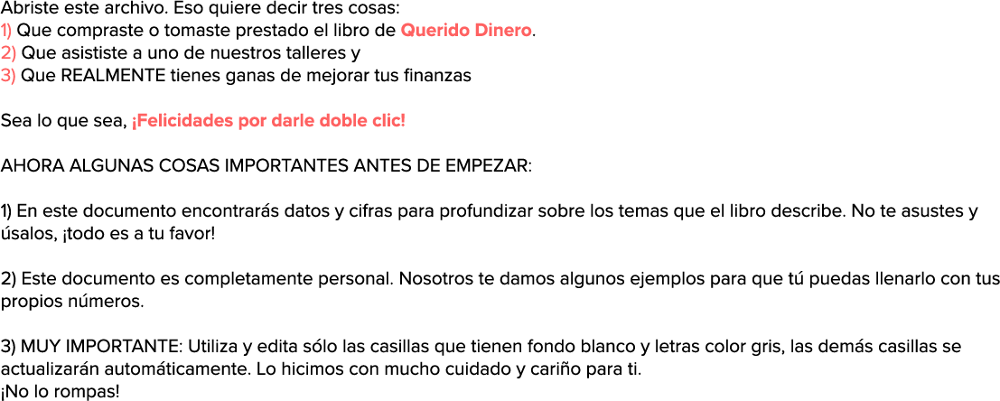 Abriste este archivo. Eso quiere decir tres cosas:
1) Que compraste o tomaste prestado el libro de Querido Dinero.
2) Que asististe a uno de nuestros talleres y
3) Que REALMENTE tienes ganas de mejorar tus finanzas
Sea lo que sea, ¡Felicidades por darle doble clic!
AHORA ALGUNAS COSAS IMPORTANTES ANTES DE EMPEZAR:
1) En este documento encontrarás datos y cifras para profundizar sobre los temas que el libro describe. No te asustes y
úsalos, ¡todo es a tu favor!
2) Este documento es completamente personal. Nosotros te damos algunos ejemplos para que tú puedas llenarlo con tus
propios números.
3) MUY IMPORTANTE: Utiliza y edita sólo las casillas que tienen fondo blanco y letras color gris, las demás casillas se
actualizarán automáticamente. Lo hicimos con mucho cuidado y cariño para ti.
¡No lo rompas!